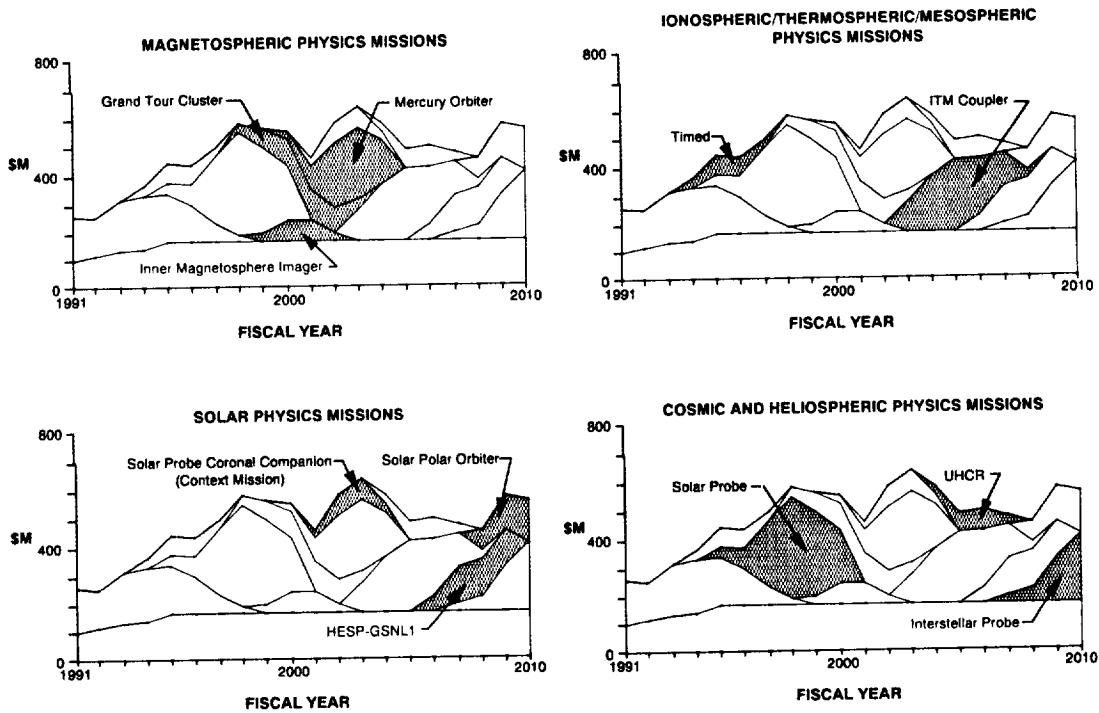 MAGNETOSPHERIC PHYSICS MISSIONS
800
Grand Tour Cluster
Mercury Orbiter
$M
400
Inner Magnetosphere Imager
0
1991
2000
2010
FISCAL YEAR
IONOSPHERIC/THERMOSPHERIC/MESOSPHERIC
PHYSICS MISSIONS
800
ITM Coupler
Timed
$M
400
0
1991
2000
2010
FISCAL YEAR
SOLAR PHYSICS MISSIONS
800
Solar Probe Coronal Companion
(Context Mission)
Solar Polar Orbiter
$M
400
HESP-GSNL1
0
1991
2000
2010
FISCAL YEAR
COSMIC AND HELIOSPHERIC PHYSICS MISSIONS
800
Solar Probe
UHCR
$M
400
Interstellar Probe
0
1991
2000
2010
FISCAL YEAR